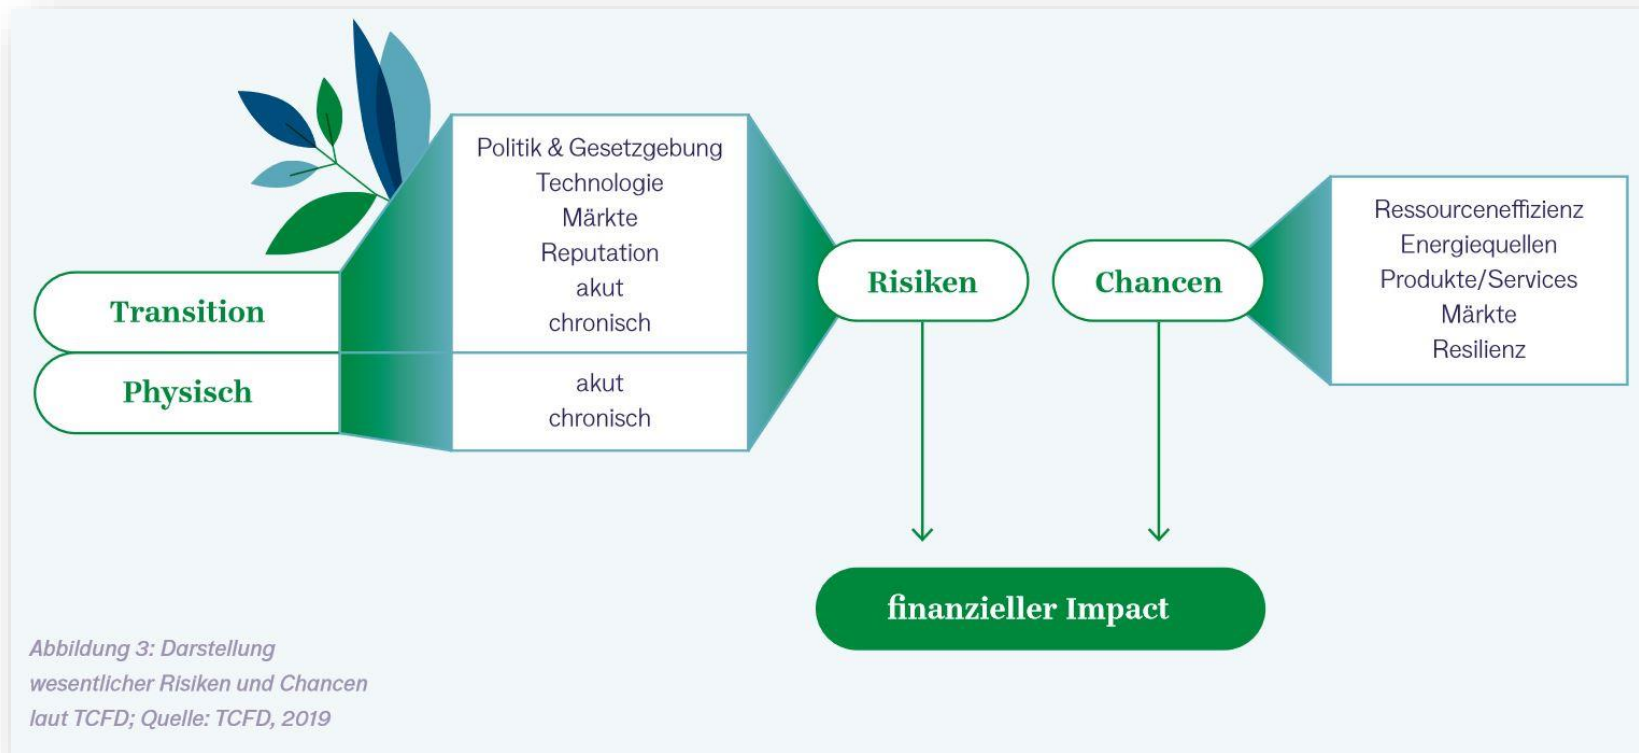 Transition
Physisch
Politik & Gesetzgebung
Technologie
Märkte
Reputation
akut
chronisch
akut
chronisch
Risiken
Chancen
Ressourceneffizienz
Energiequellen
Produkte/Services
Märkte
Resilienz
finanzieller Impact
Abbildung 3: Darstellung
wesentlicher Risiken und Chancen
laut TCFD; Quelle: TCFD, 2019